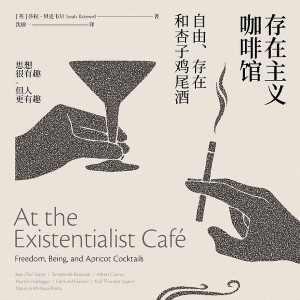 [英]莎拉·贝克韦尔 Sarah Bakewell 著
沈敏一 译
存在主义
咖啡馆
自由、存在
和杏子鸡尾酒
思想
很有趣
但人
更有趣
At the
Existentialist Café
Freedom, Being, and Apricot Cocktails
Jean-Paul Sartre / Simone de Beauvoir / Albert Camus
Martin Heidegger / Edmund Husserl / Karl Theodor Jaspers
Maurice Merleau-Ponty